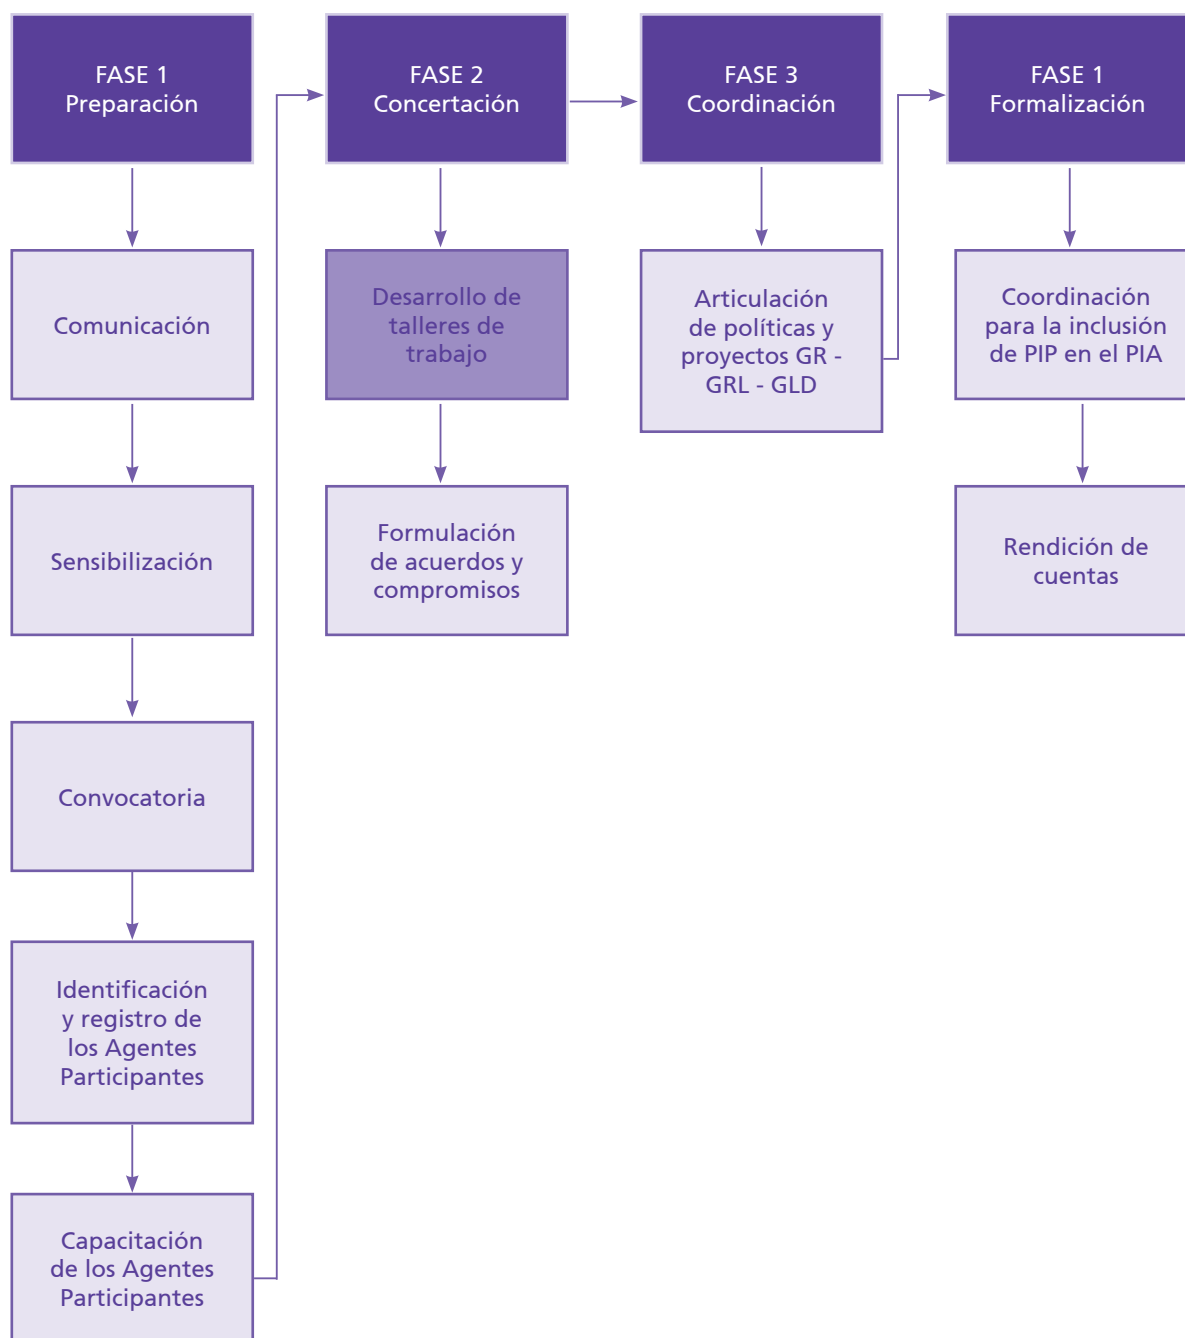 FASE 1
Preparación
Comunicación
Sensibilización
Convocatoria
Identificación
y registro de
los Agentes
Participantes
Capacitación
de los Agentes
Participantes
FASE 2
Concertación
Desarrollo de
talleres de
trabajo
Formulación
de acuerdos y
compromisos
FASE 3
Coordinación
Articulación
de políticas y
proyectos GR -
GRL - GLD
FASE 1
Formalización
Coordinación
para la inclusión
de PIP en el PIA
Rendición de
cuentas